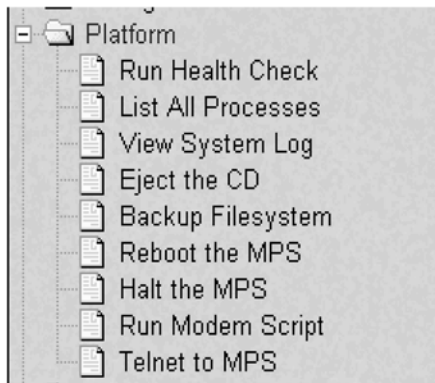 Platform
Run Health Check
List All Processes
View System Log
Eject the CD
Backup Filesystem
Reboot the MPS
Halt the MPS
Run Modem Script
Telnet to MPS